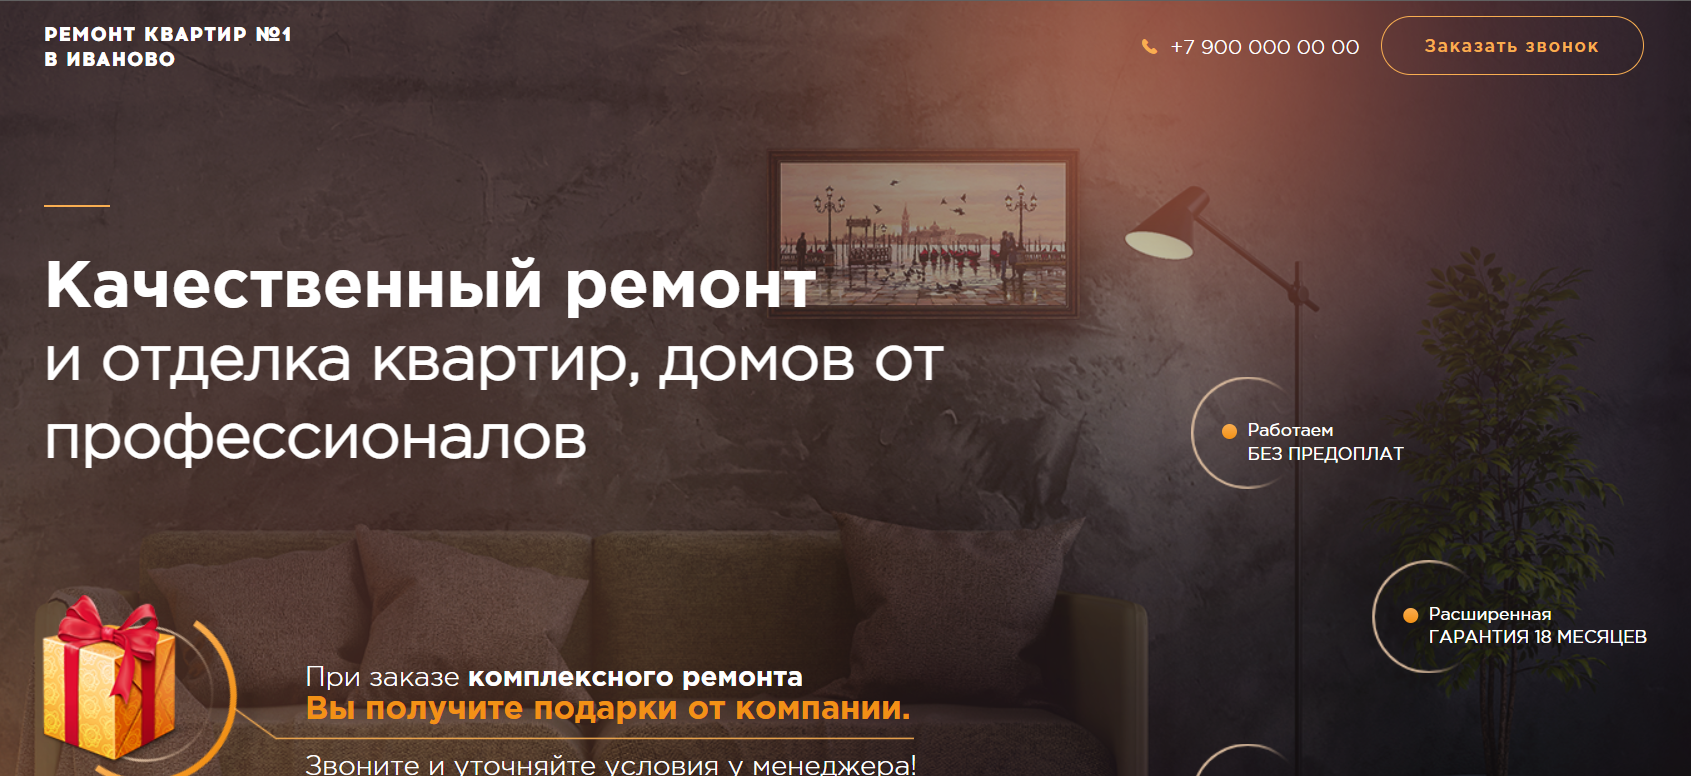 РЕМОНТ КВАРТИР №1
В ИВАНОВО
+7 900 000 00 00
Заказать звонок
Качественный ремонт
и отделка квартир, домов от
профессионалов
Работаем
БЕЗ ПРЕДОПЛАТ
Расширенная
ГАРАНТИЯ 18 МЕСЯЦЕВ
При заказе комплексного ремонта
Вы получите подарки от компании.
Звоните и уточняйте условия у менеджера!